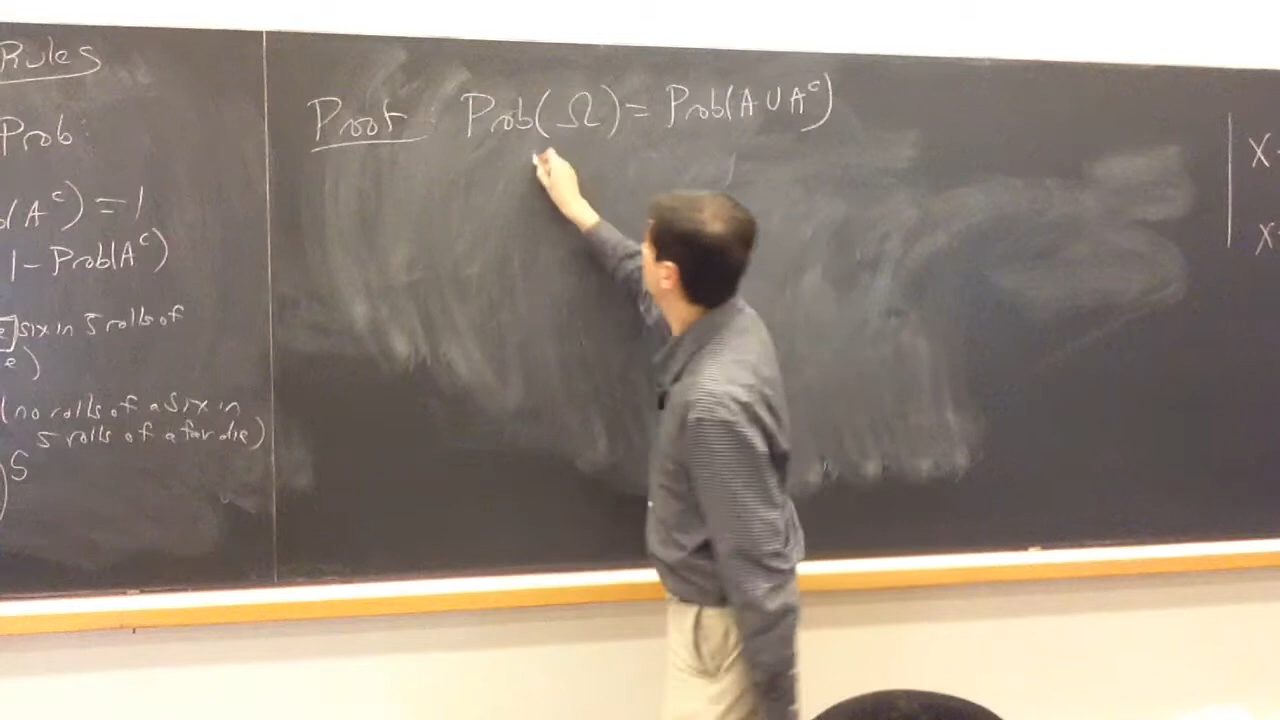 Rules
Prob
b(A^c) = 1
1 - Prob(A^c)
six in 5 rolls of
e)
(no rolls of a six in
5 rolls of a fair die)
)^5
Proof Prob(Ω) = Prob(A ∪ A^c)
X
X